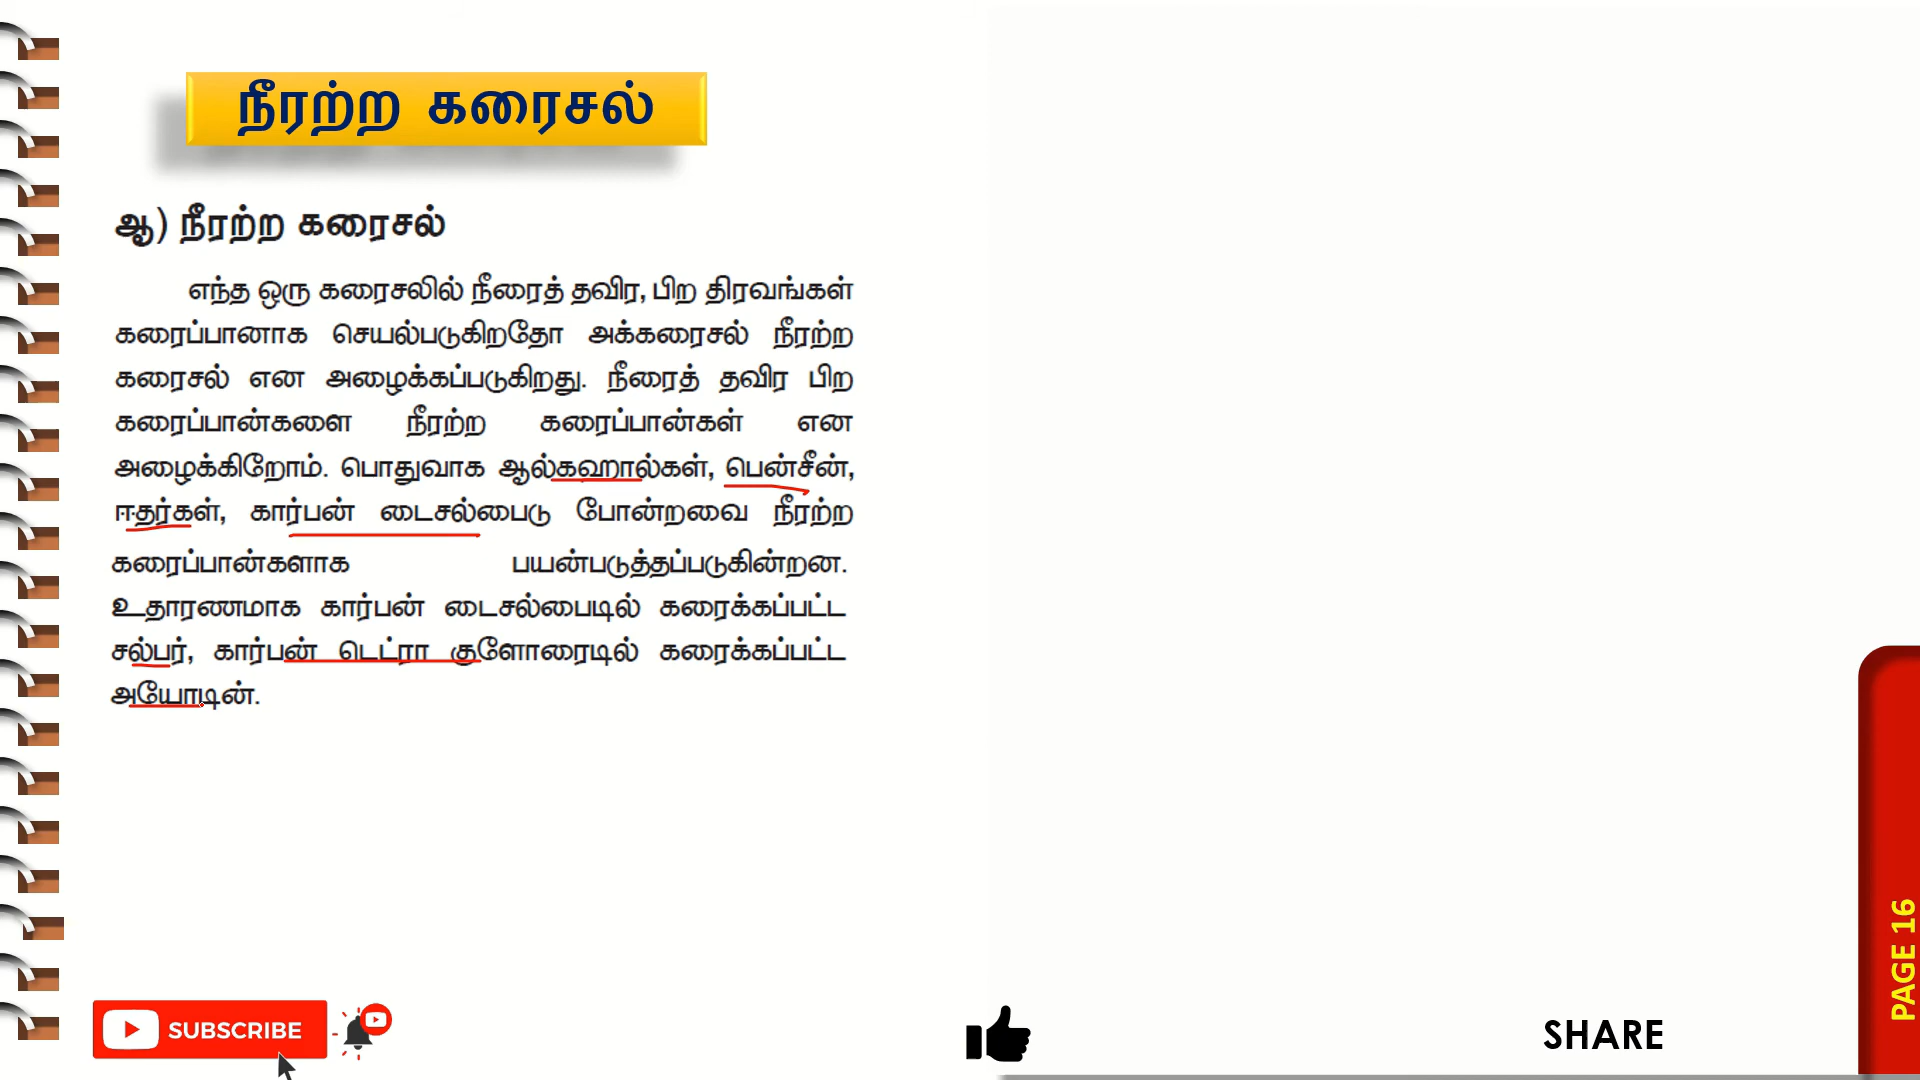 நீரற்ற கரைசல்
ஆ) நீரற்ற கரைசல்
எந்த ஒரு கரைசலில் நீரைத் தவிர, பிற திரவங்கள்
கரைப்பானாக செயல்படுகிறதோ அக்கரைசல் நீரற்ற
கரைசல் என அழைக்கப்படுகிறது. நீரைத் தவிர பிற
கரைப்பான்களை நீரற்ற கரைப்பான்கள் என
அழைக்கிறோம். பொதுவாக ஆல்கஹால்கள், பென்சீன்,
ஈதர்கள், கார்பன் டைசல்பைடு போன்றவை நீரற்ற
கரைப்பான்களாக பயன்படுத்தப்படுகின்றன.
உதாரணமாக கார்பன் டைசல்பைடில் கரைக்கப்பட்ட
சல்பர், கார்பன் டெட்ரா குளோரைடில் கரைக்கப்பட்ட
அயோடின்.
SUBSCRIBE
SHARE
PAGE 16